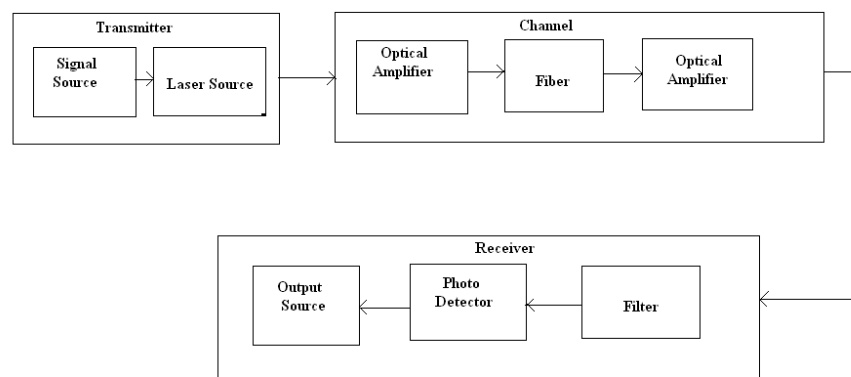 Transmitter
Signal
Source
Laser Source
Channel
Optical
Amplifier
Fiber
Optical
Amplifier
Receiver
Output
Source
Photo
Detector
Filter